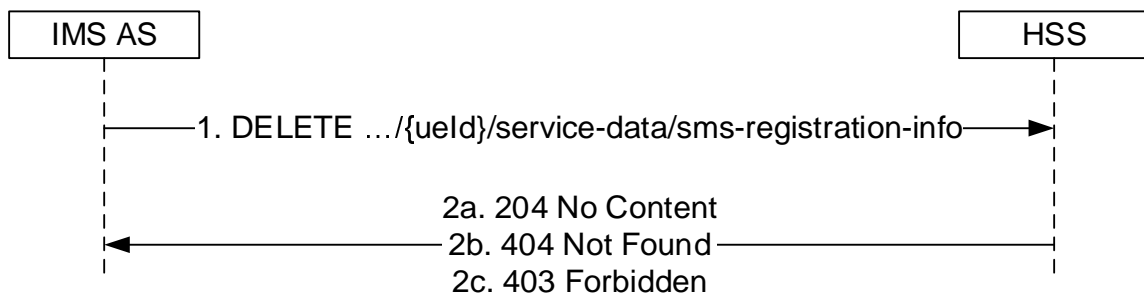 IMS AS
HSS
1. DELETE …/{ueId}/service-data/sms-registration-info
2a. 204 No Content
2b. 404 Not Found
2c. 403 Forbidden